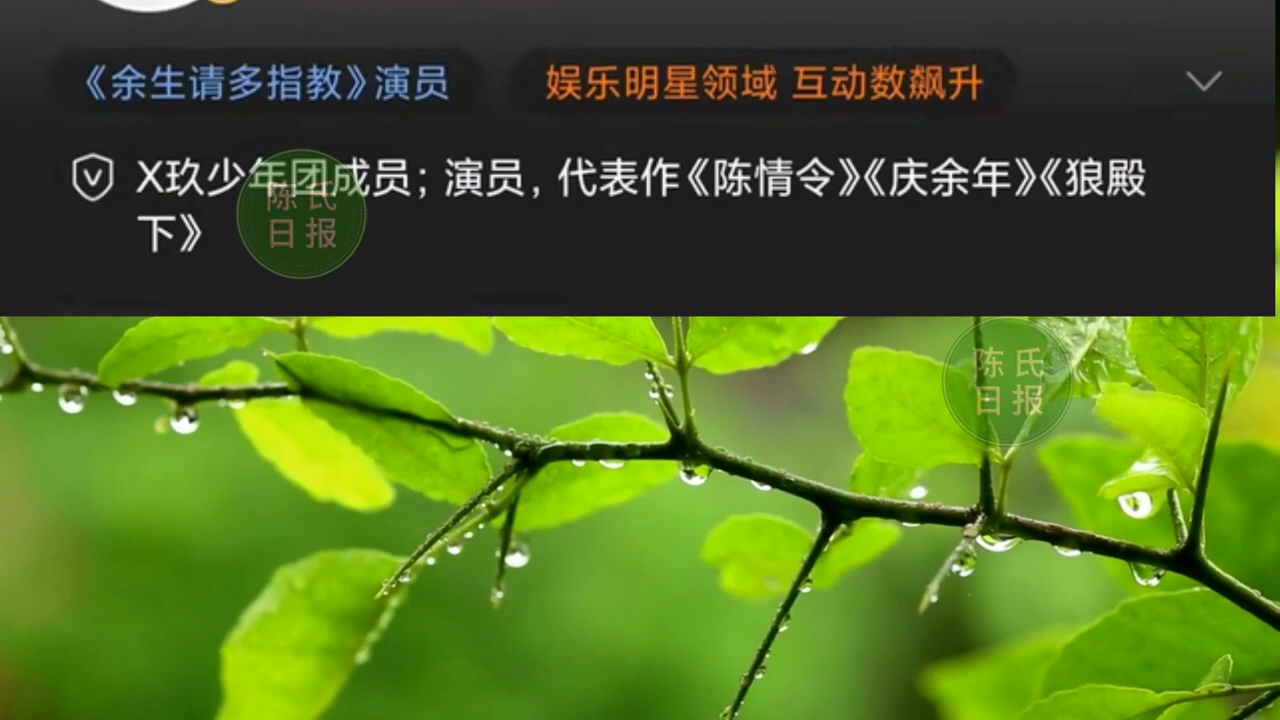 《余生请多指教》演员 娱乐明星领域 互动数飙升
X玖少年团成员；演员，代表作《陈情令》《庆余年》《狼殿
下》
陈氏
日报
陈氏
日报